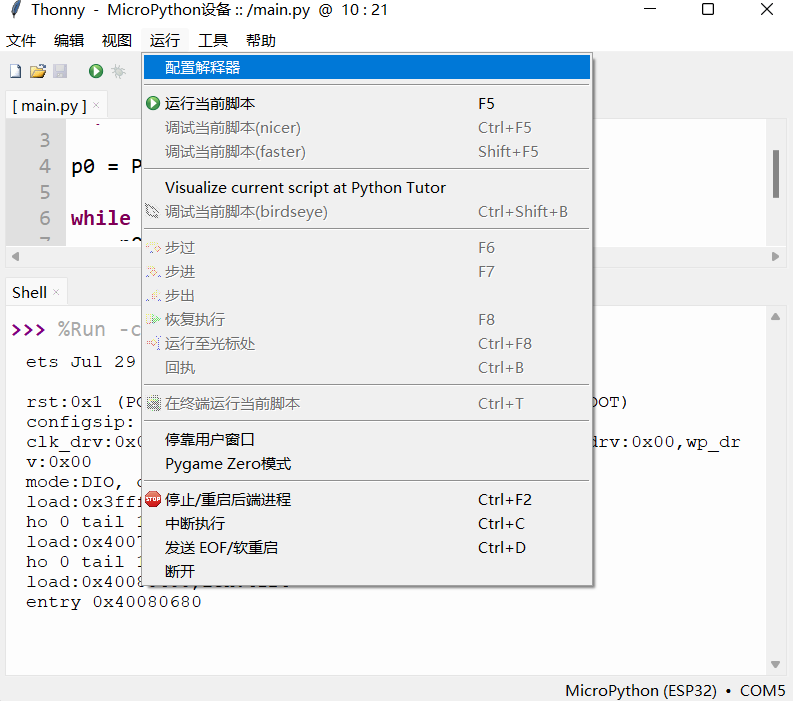 Thonny - MicroPython设备 :: /main.py @ 10 : 21
文件 编辑 视图 运行 工具 帮助
配置解释器
[ main.py ] ×
运行当前脚本 F5
调试当前脚本(nicer) Ctrl+F5
调试当前脚本(faster) Shift+F5
3
4 p0 = P
5
6 while
Visualize current script at Python Tutor
调试当前脚本(birdseye) Ctrl+Shift+B
步过 F6
步进 F7
步出
恢复执行 F8
运行至光标处 Ctrl+F8
回执 Ctrl+B
在终端运行当前脚本 Ctrl+T
停靠用户窗口
Pygame Zero模式
停止/重启后端进程 Ctrl+F2
中断执行 Ctrl+C
发送 EOF/软重启 Ctrl+D
断开
Shell ×
>>> %Run -c
ets Jul 29
rst:0x1 (PO
OOT)
configsip:
clk_drv:0x0
drv:0x00,wp_dr
v:0x00
mode:DIO,
load:0x3fff
ho 0 tail 1
load:0x4007
ho 0 tail 1
load:0x4008
entry 0x40080680
MicroPython (ESP32) • COM5